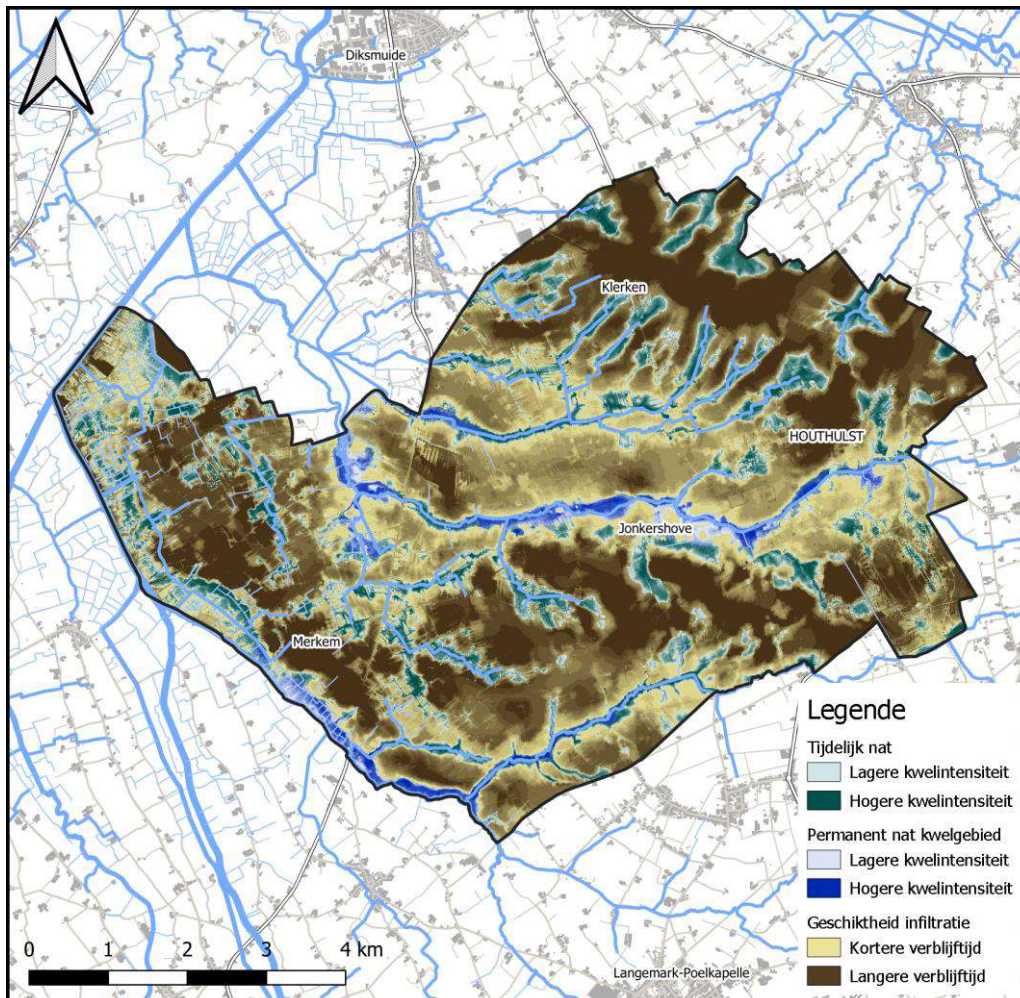 Diksmuide
Klerken
HOUTHULST
Jonkershove
Merkem
Legende
Tijdelijk nat
Lagere kwelintensiteit
Hogere kwelintensiteit
Permanent nat kwelgebied
Lagere kwelintensiteit
Hogere kwelintensiteit
Geschiktheid infiltratie
Kortere verblijftijd
Langere verblijftijd
0 1 2 3 4 km
Langemark-Poelkapelle